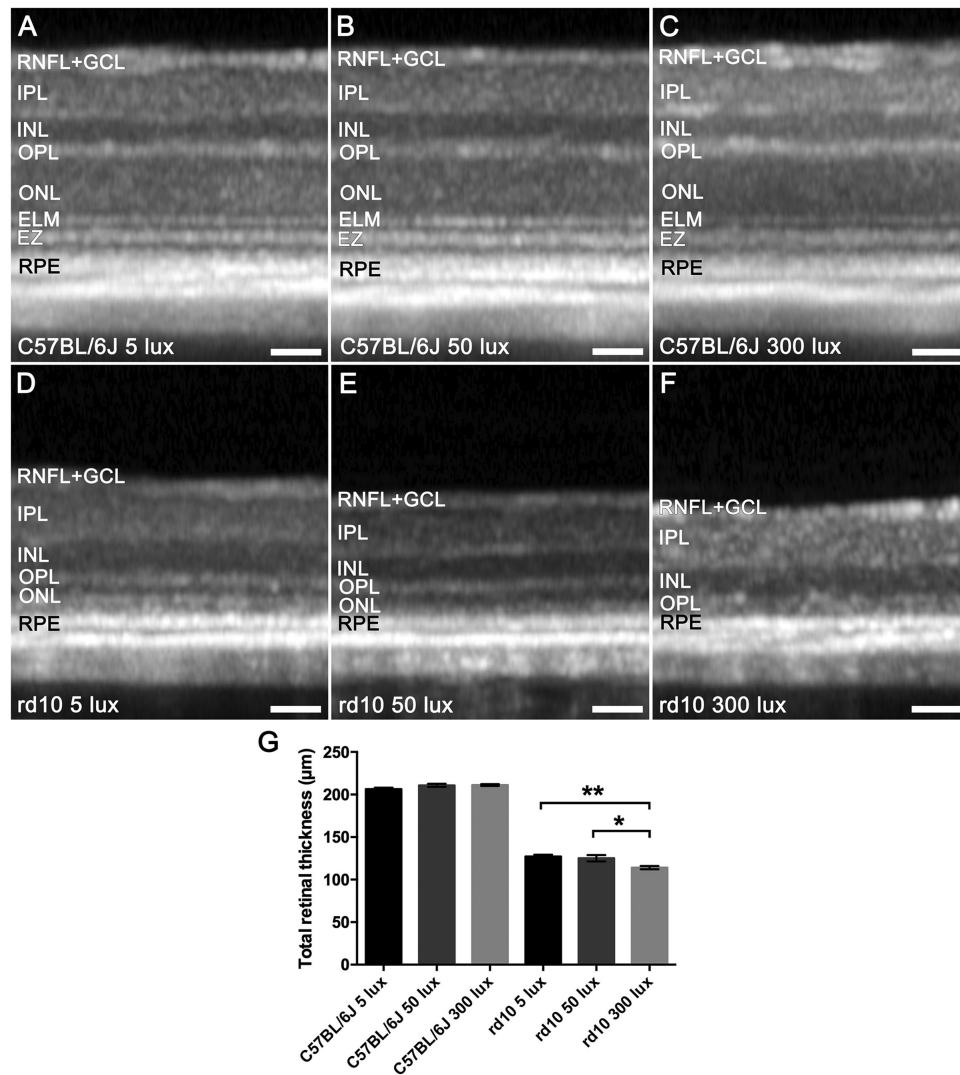 A
RNFL+GCL
IPL
INL
OPL
ONL
ELM
EZ
RPE
C57BL/6J 5 lux
B
RNFL+GCL
IPL
INL
OPL
ONL
ELM
EZ
RPE
C57BL/6J 50 lux
C
RNFL+GCL
IPL
INL
OPL
ONL
ELM
EZ
RPE
C57BL/6J 300 lux
D
RNFL+GCL
IPL
INL
OPL
ONL
RPE
rd10 5 lux
E
RNFL+GCL
IPL
INL
OPL
ONL
RPE
rd10 50 lux
F
RNFL+GCL
IPL
INL
OPL
RPE
rd10 300 lux
G
Total retinal thickness (μm)
250
200
150
100
50
0
**
*
C57BL/6J 5 lux
C57BL/6J 50 lux
C57BL/6J 300 lux
rd10 5 lux
rd10 50 lux
rd10 300 lux